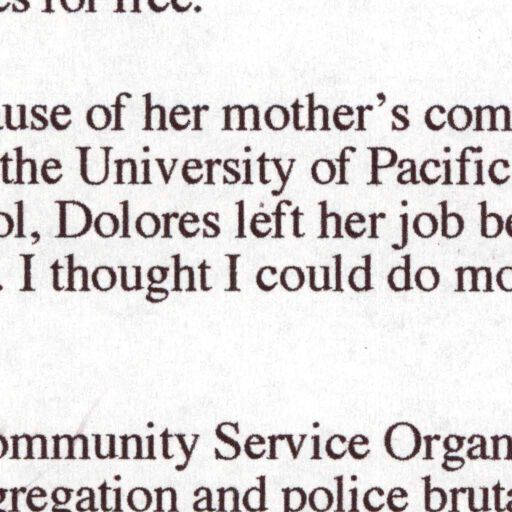 es for free.
ause of her mother's com
the University of Pacific
ol, Dolores left her job be
. I thought I could do mo
ommunity Service Organ
gregation and police bruta